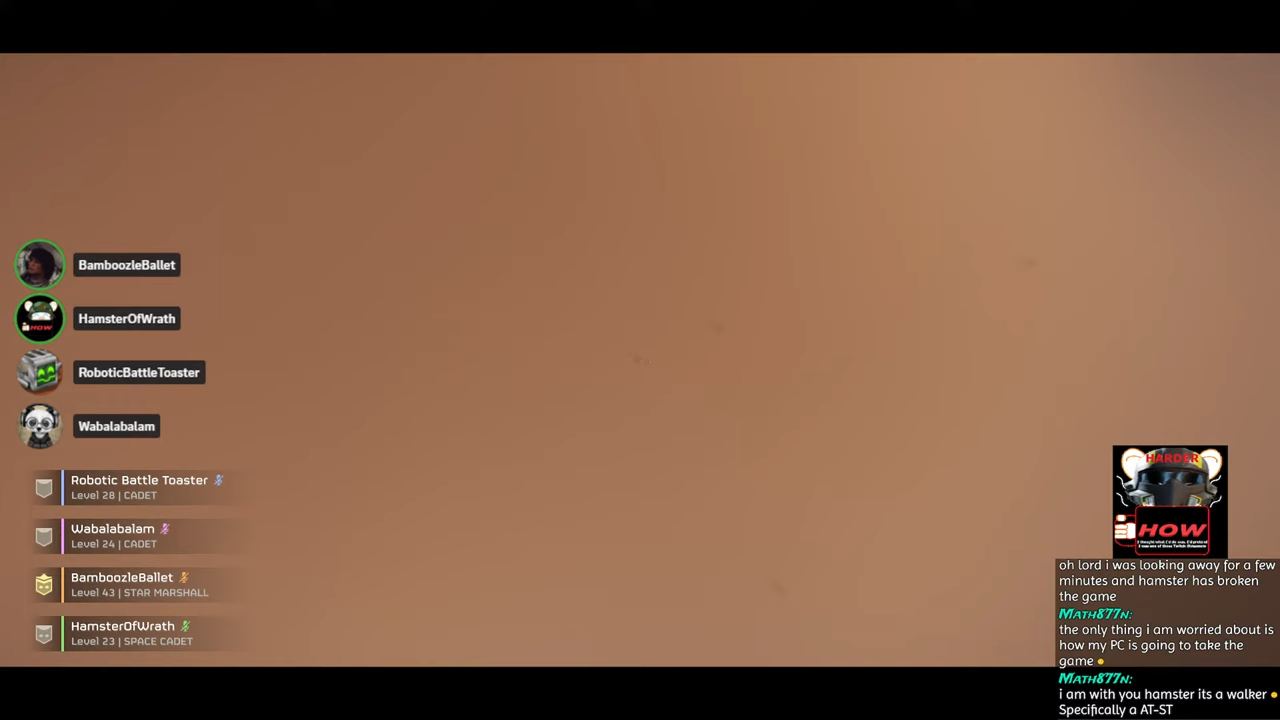 BamboozleBallet
HamsterOfWrath
RoboticBattleToaster
Wabalabalam
Robotic Battle Toaster
Level 28 | CADET
Wabalabalam
Level 24 | CADET
BamboozleBallet
Level 43 | STAR MARSHALL
HamsterOfWrath
Level 23 | SPACE CADET
HARDER
HOW
oh lord i was looking away for a few
minutes and hamster has broken
the game
Math877n:
the only thing i am worried about is
how my PC is going to take the
game
Math877n:
i am with you hamster its a walker
Specifically a AT-ST